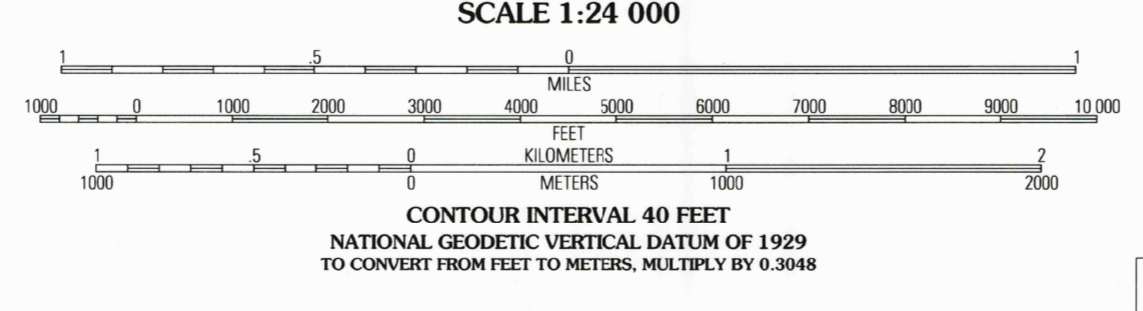 SCALE 1:24 000
1 .5 0 1
MILES
1000 0 1000 2000 3000 4000 5000 6000 7000 8000 9000 10 000
FEET
1 .5 0 KILOMETERS 1 2
1000 0 METERS 1000 2000
CONTOUR INTERVAL 40 FEET
NATIONAL GEODETIC VERTICAL DATUM OF 1929
TO CONVERT FROM FEET TO METERS, MULTIPLY BY 0.3048